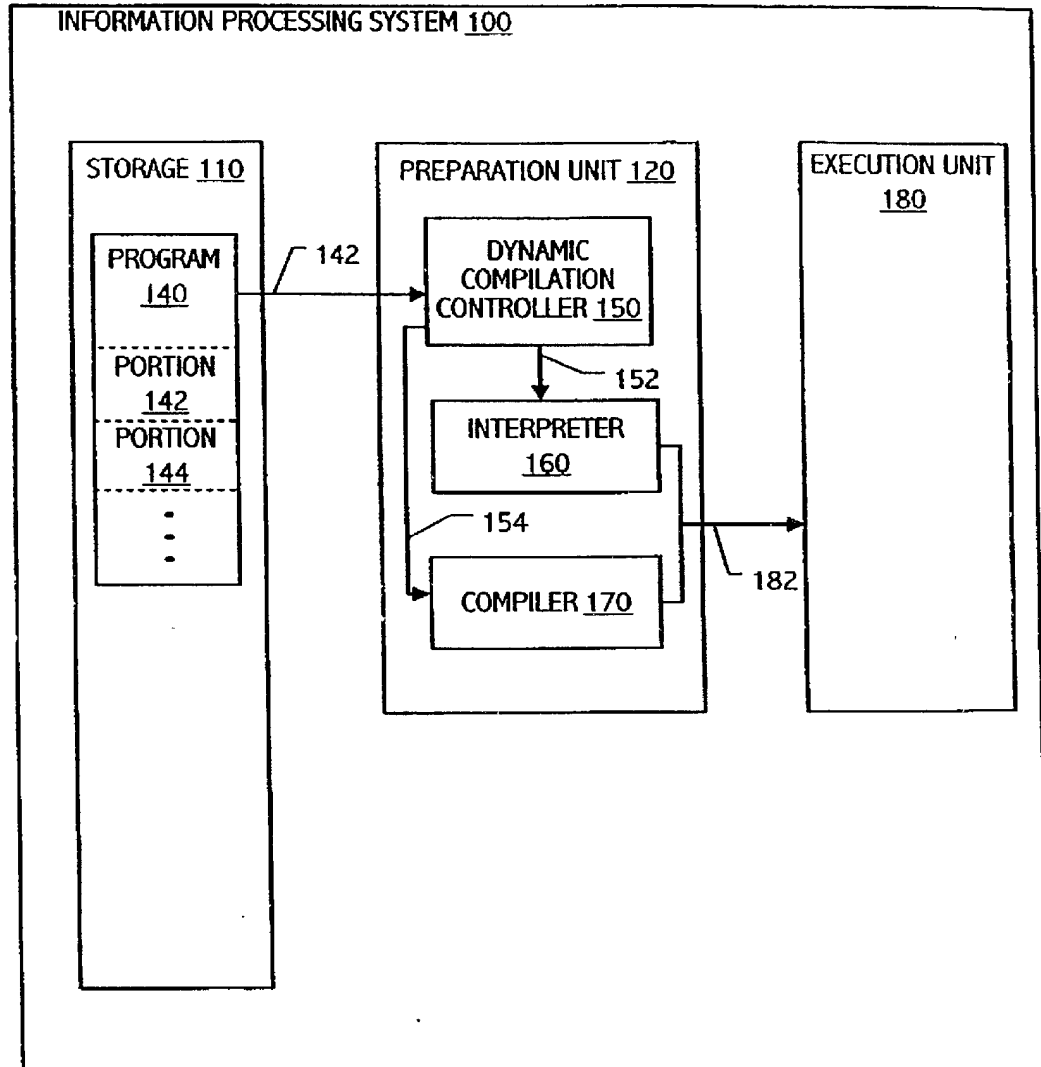 INFORMATION PROCESSING SYSTEM 100
STORAGE 110
PROGRAM
140
PORTION
142
PORTION
144
142
PREPARATION UNIT 120
DYNAMIC
COMPILATION
CONTROLLER 150
152
INTERPRETER
160
154
COMPILER 170
182
EXECUTION UNIT
180